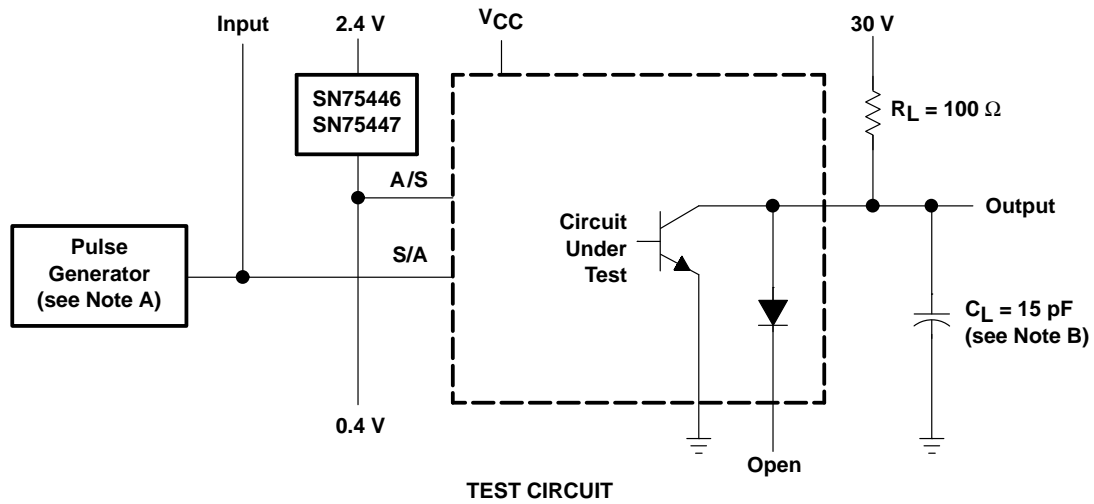 Input
2.4 V
VCC
30 V
SN75446
SN75447
RL = 100 Ω
A/S
Circuit
Under
Test
Output
Pulse
Generator
(see Note A)
S/A
CL = 15 pF
(see Note B)
0.4 V
Open
TEST CIRCUIT